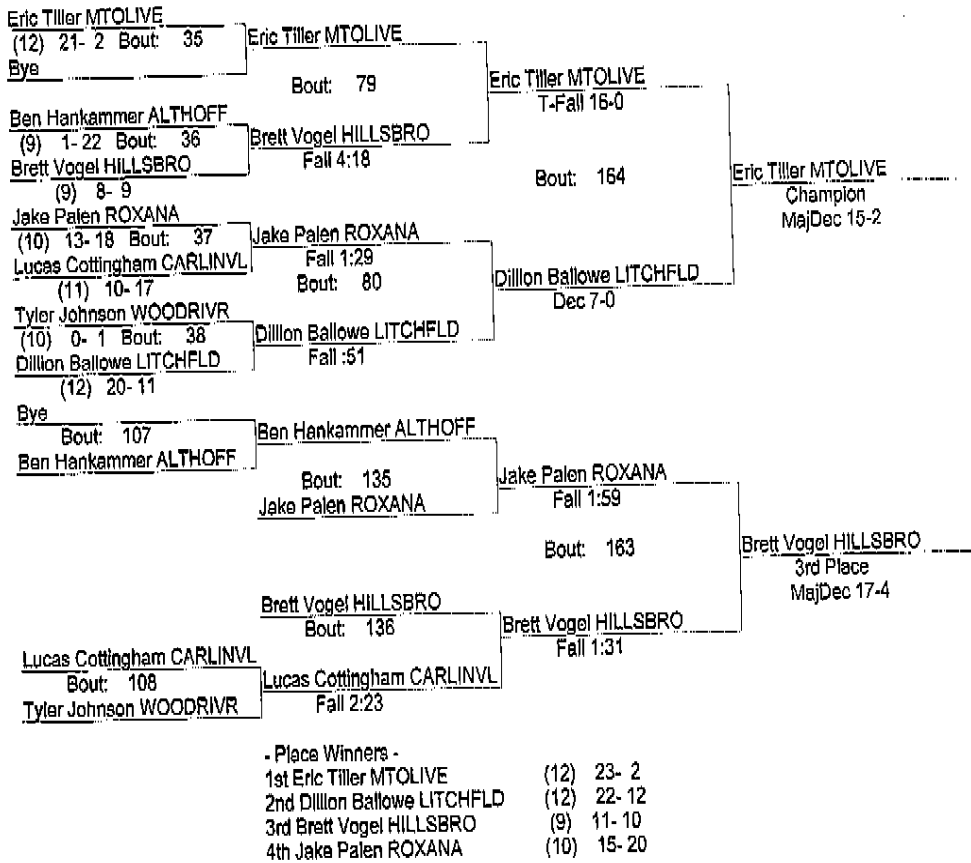 Eric Tiller MTOLIVE
(12) 21- 2 Bout: 35
Bye
Eric Tiller MTOLIVE
Bout: 79
Ben Hankammer ALTHOFF
(9) 1- 22 Bout: 36
Brett Vogel HILLSBRO
(9) 8- 9
Brett Vogel HILLSBRO
Fall 4:18
Eric Tiller MTOLIVE
T-Fall 16-0
Bout: 164
Jake Palen ROXANA
(10) 13- 18 Bout: 37
Lucas Cottingham CARLINVL
(11) 10- 17
Jake Palen ROXANA
Fall 1:29
Bout: 80
Tyler Johnson WOODRIVR
(10) 0- 1 Bout: 38
Dillion Ballowe LITCHFLD
(12) 20- 11
Dillion Ballowe LITCHFLD
Fall :51
Dillion Ballowe LITCHFLD
Dec 7-0
Eric Tiller MTOLIVE
Champion
MajDec 15-2
Bye
Bout: 107
Ben Hankammer ALTHOFF
Ben Hankammer ALTHOFF
Bout: 135
Jake Palen ROXANA
Jake Palen ROXANA
Fall 1:59
Bout: 163
Brett Vogel HILLSBRO
Bout: 136
Lucas Cottingham CARLINVL
Bout: 108
Tyler Johnson WOODRIVR
Lucas Cottingham CARLINVL
Fall 2:23
Brett Vogel HILLSBRO
Fall 1:31
Brett Vogel HILLSBRO
3rd Place
MajDec 17-4
- Place Winners -
1st Eric Tiller MTOLIVE (12) 23- 2
2nd Dillion Ballowe LITCHFLD (12) 22- 12
3rd Brett Vogel HILLSBRO (9) 11- 10
4th Jake Palen ROXANA (10) 15- 20